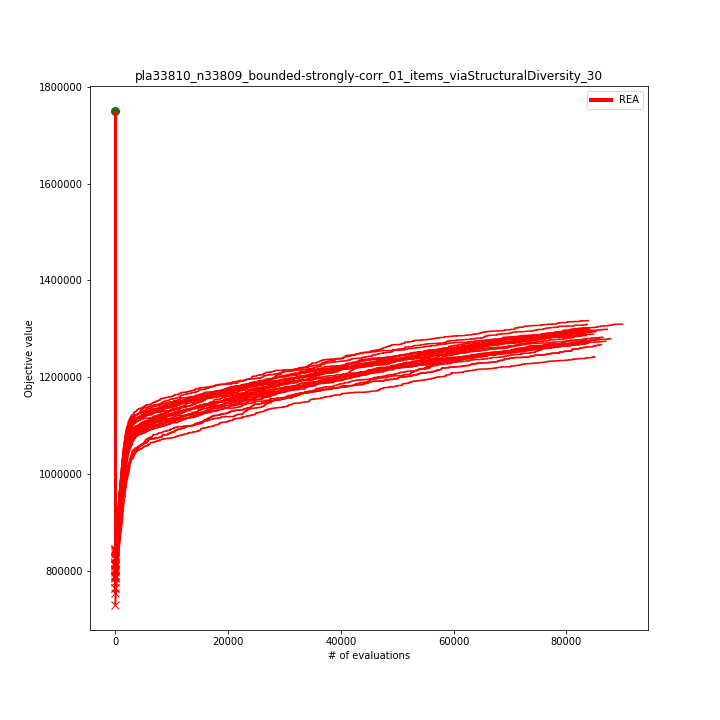 pla33810_n33809_bounded-strongly-corr_01_items_viaStructuralDiversity_30
REA
1800000
1600000
1400000
1200000
1000000
800000
Objective value
0
20000
40000
60000
80000
# of evaluations